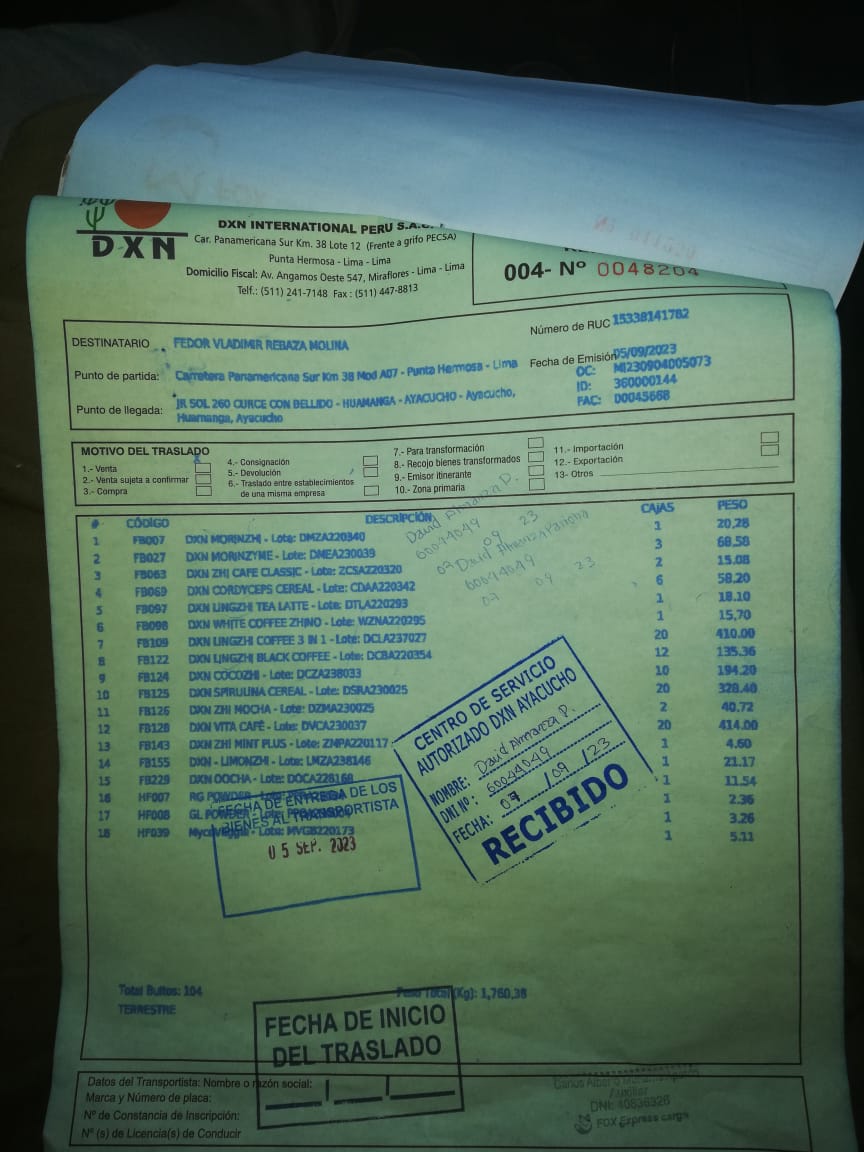 DXN
DXN INTERNATIONAL PERU S.A.C.
Car. Panamericana Sur Km. 38 Lote 12 (Frente a grifo PECSA)
Punta Hermosa - Lima - Lima
Domicilio Fiscal: Av. Angamos Oeste 547, Miraflores - Lima - Lima
Telf.: (511) 241-7148 Fax : (511) 447-8813
004- Nº 0048204
DESTINATARIO . FEDOR VLADIMIR REBAZA MOLINA
Número de RUC 15338141782
Punto de partida: Carretera Panamericana Sur Km 38 Mod A07 - Punta Hermosa - Lima
Fecha de Emisión 05/09/2023
OC: MI230904005073
ID: 360000144
FAC: 00045668
Punto de llegada: JR SOL 260 CURCE CON BELLIDO - HUAMANGA - AYACUCHO - Ayacucho,
Huamanga, Ayacucho
MOTIVO DEL TRASLADO
1.- Venta
2.- Venta sujeta a confirmar
3.- Compra
4.- Consignación
5.- Devolución
6.- Traslado entre establecimientos
de una misma empresa
7.- Para transformación
8.- Recojo bienes transformados
9.- Emisor itinerante
10.- Zona primaria
11.- Importación
12.- Exportación
13- Otros
# CÓDIGO DESCRIPCIÓN CAJAS PESO
1 FB007 DXN MORINZHI - Lote: DMZA220340 1 20,28
2 FB027 DXN MORINZYME - Lote: DMEA230039 3 68,58
3 FB063 DXN ZHI CAFE CLASSIC - Lote: ZCSA220320 2 15.08
4 FB069 DXN CORDYCEPS CEREAL - Lote: CDAA220342 6 58.20
5 FB097 DXN LINGZHI TEA LATTE - Lote: DTLA220293 1 18.10
6 FB098 DXN WHITE COFFEE ZHINO - Lote: WZNA220295 1 15,70
7 FB109 DXN LINGZHI COFFEE 3 IN 1 - Lote: DCLA237027 20 410.00
8 FB122 DXN LINGZHI BLACK COFFEE - Lote: DCBA220354 12 135.36
9 FB124 DXN COCOZHI - Lote: DCZA238033 10 194.20
10 FB125 DXN SPIRULINA CEREAL - Lote: DSRA230025 20 328.40
11 FB126 DXN ZHI MOCHA - Lote: DZMA230025 2 40,72
12 FB128 DXN VITA CAFÉ - Lote: DVCA230037 20 414.00
13 FB143 DXN ZHI MINT PLUS - Lote: ZMPA220117 1 4.60
14 FB155 DXN - LIMONZHI - Lote: LMZA238146 1 21.17
15 FB229 DXN OOCHA - Lote: DOCA228168 1 11.54
16 HF007 RG POWDER - Lote: 1 2.36
17 HF008 GL POWDER - Lote: 1 3.26
18 HF039 MycoVeggie - Lote: MVGB220173 1 5.11
David Almanza P.
60044049
07 09 23
David Almanza
60044049
07 09 23
CENTRO DE SERVICIO
AUTORIZADO DXN AYACUCHO
NOMBRE: David Almanza P.
DNI Nº: 60044049
FECHA: 07 / 09 / 23
RECIBIDO
FECHA DE ENTREGA DE LOS
BIENES AL TRANSPORTISTA
05 SEP. 2023
Total Bultos: 104
Peso Total (Kg): 1,760,36
TERRESTRE
FECHA DE INICIO
DEL TRASLADO
Datos del Transportista: Nombre o razón social:
Marca y Número de placa:
Nº de Constancia de Inscripción:
Nº (s) de Licencia(s) de Conducir
Auxiliar
DNI: 40836326
FOX Express cargo